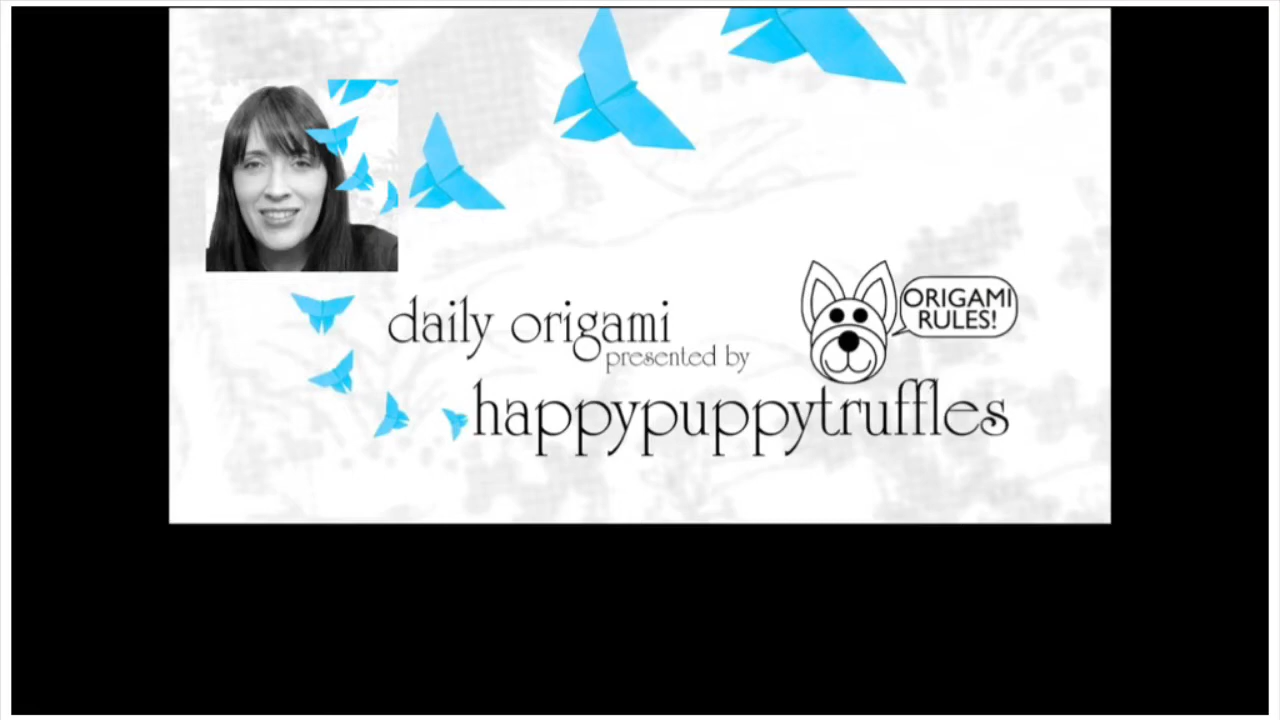 ORIGAMI
RULES!
daily origami
presented by
happypuppytruffles